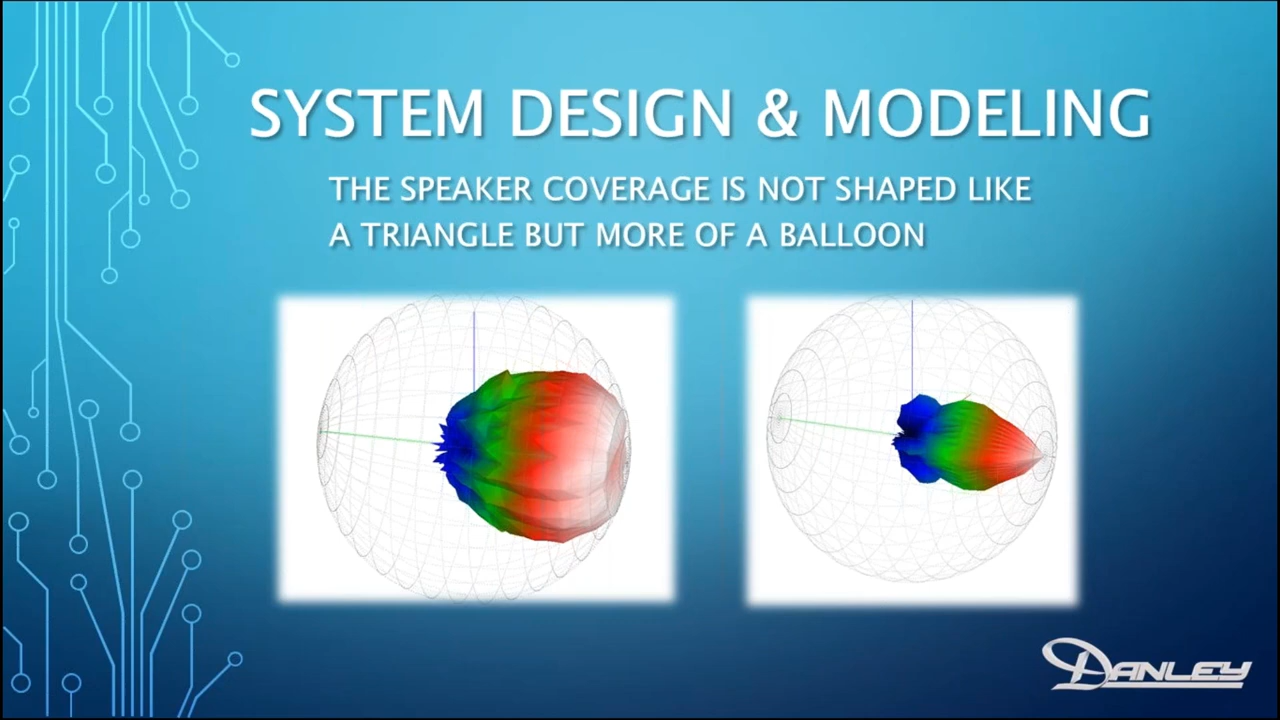 SYSTEM DESIGN & MODELING
THE SPEAKER COVERAGE IS NOT SHAPED LIKE
A TRIANGLE BUT MORE OF A BALLOON
DANLEY